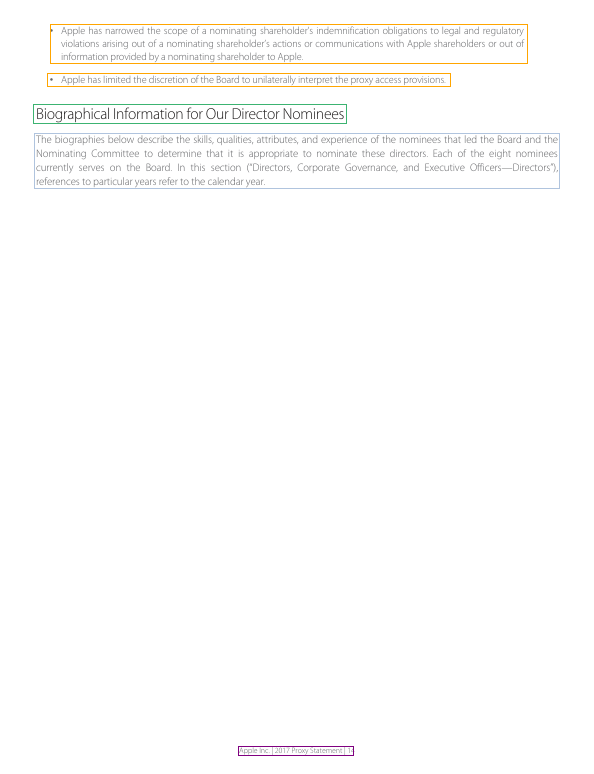 • Apple has narrowed the scope of a nominating shareholder's indemnification obligations to legal and regulatory
violations arising out of a nominating shareholder's actions or communications with Apple shareholders or out of
information provided by a nominating shareholder to Apple.
• Apple has limited the discretion of the Board to unilaterally interpret the proxy access provisions.
Biographical Information for Our Director Nominees
The biographies below describe the skills, qualities, attributes, and experience of the nominees that led the Board and the
Nominating Committee to determine that it is appropriate to nominate these directors. Each of the eight nominees
currently serves on the Board. In this section ("Directors, Corporate Governance, and Executive Officers—Directors"),
references to particular years refer to the calendar year.
Apple Inc. | 2017 Proxy Statement | 14